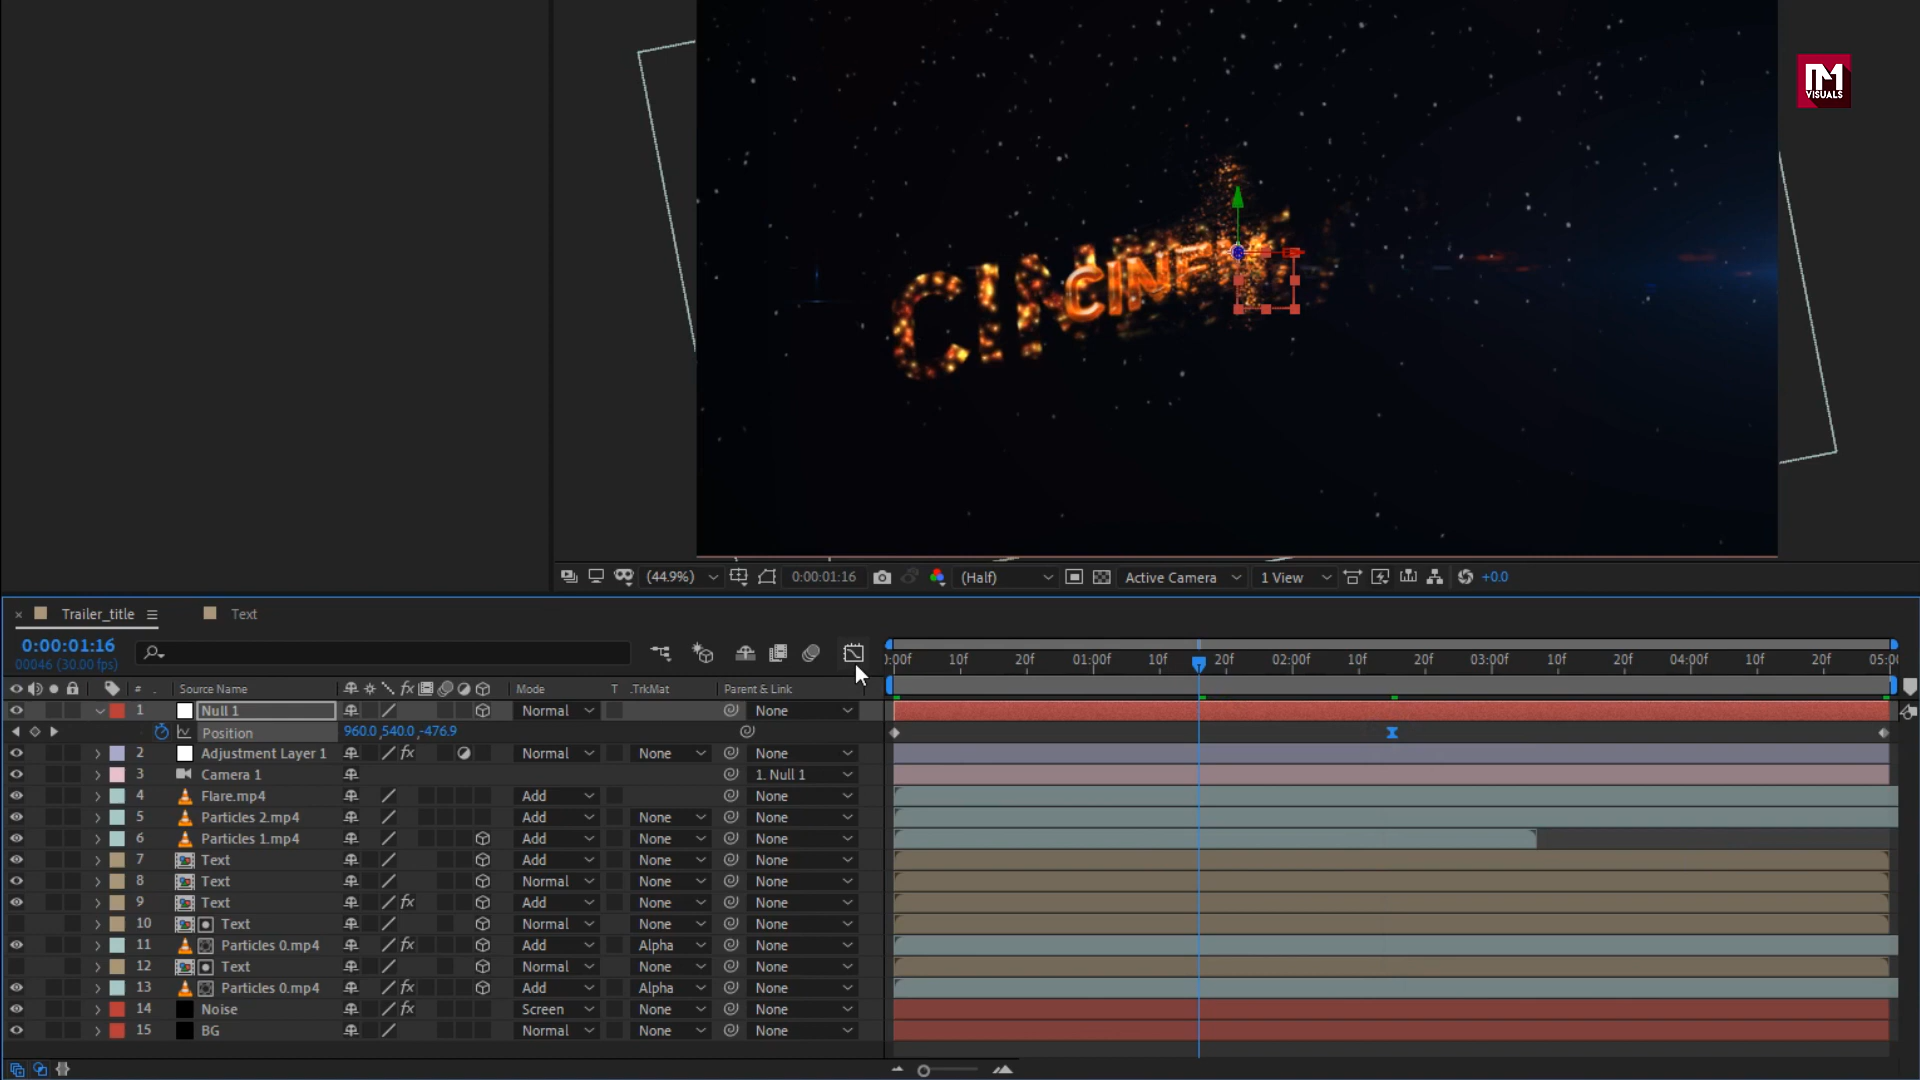 M
VISUALS
CIN
CINE
(44.9%) 0:00:01:16 (Half) Active Camera 1 View +0.0
× Trailer_title Text
0:00:01:16
00046 (30.00 fps)
:00f 10f 20f 01:00f 10f 20f 02:00f 10f 20f 03:00f 10f 20f 04:00f 10f 20f 05:00
# Source Name fx Mode T .TrkMat Parent & Link
1 Null 1 Normal None
Position 960.0,540.0,-476.9
2 Adjustment Layer 1 fx Normal None None
3 Camera 1 1. Null 1
4 Flare.mp4 Add None
5 Particles 2.mp4 Add None None
6 Particles 1.mp4 Add None None
7 Text Add None None
8 Text Normal None None
9 Text fx Add None None
10 Text Normal None None
11 Particles 0.mp4 fx Add Alpha None
12 Text Normal None None
13 Particles 0.mp4 fx Add Alpha None
14 Noise fx Screen None None
15 BG Normal None None